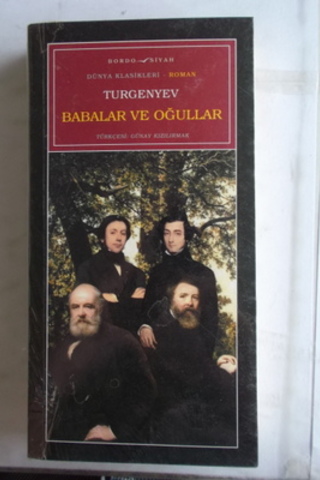 BORDO SİYAH
DÜNYA KLASİKLERİ - ROMAN
TURGENYEV
BABALAR VE OĞULLAR
TÜRKÇESİ: GÜNAY KIZILIRMAK